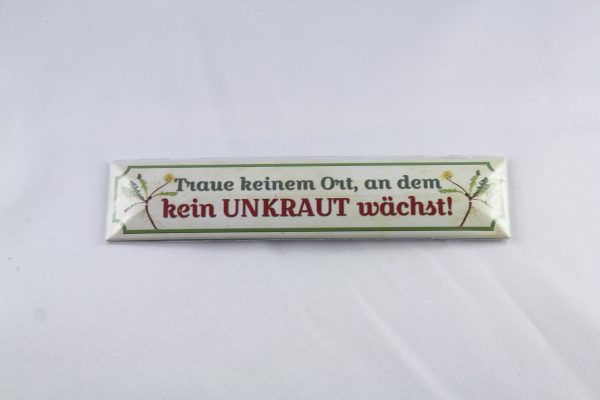 Traue keinem Ort, an dem
kein UNKRAUT wächst!